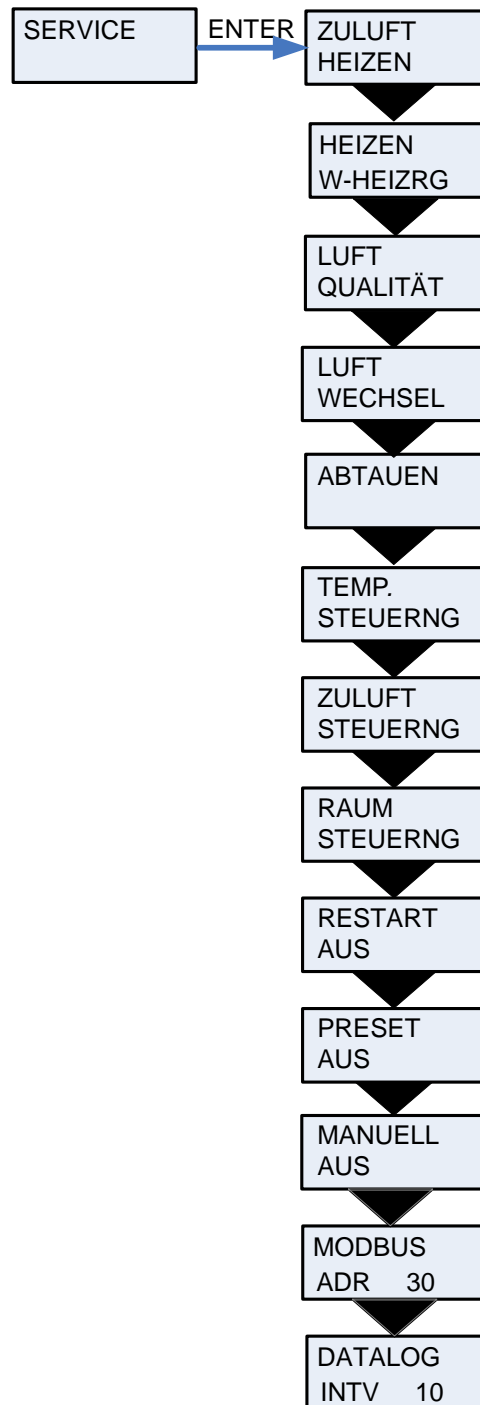 SERVICE
ENTER
ZULUFT
HEIZEN
HEIZEN
W-HEIZRG
LUFT
QUALITÄT
LUFT
WECHSEL
ABTAUEN
TEMP.
STEUERNG
ZULUFT
STEUERNG
RAUM
STEUERNG
RESTART
AUS
PRESET
AUS
MANUELL
AUS
MODBUS
ADR 30
DATALOG
INTV 10